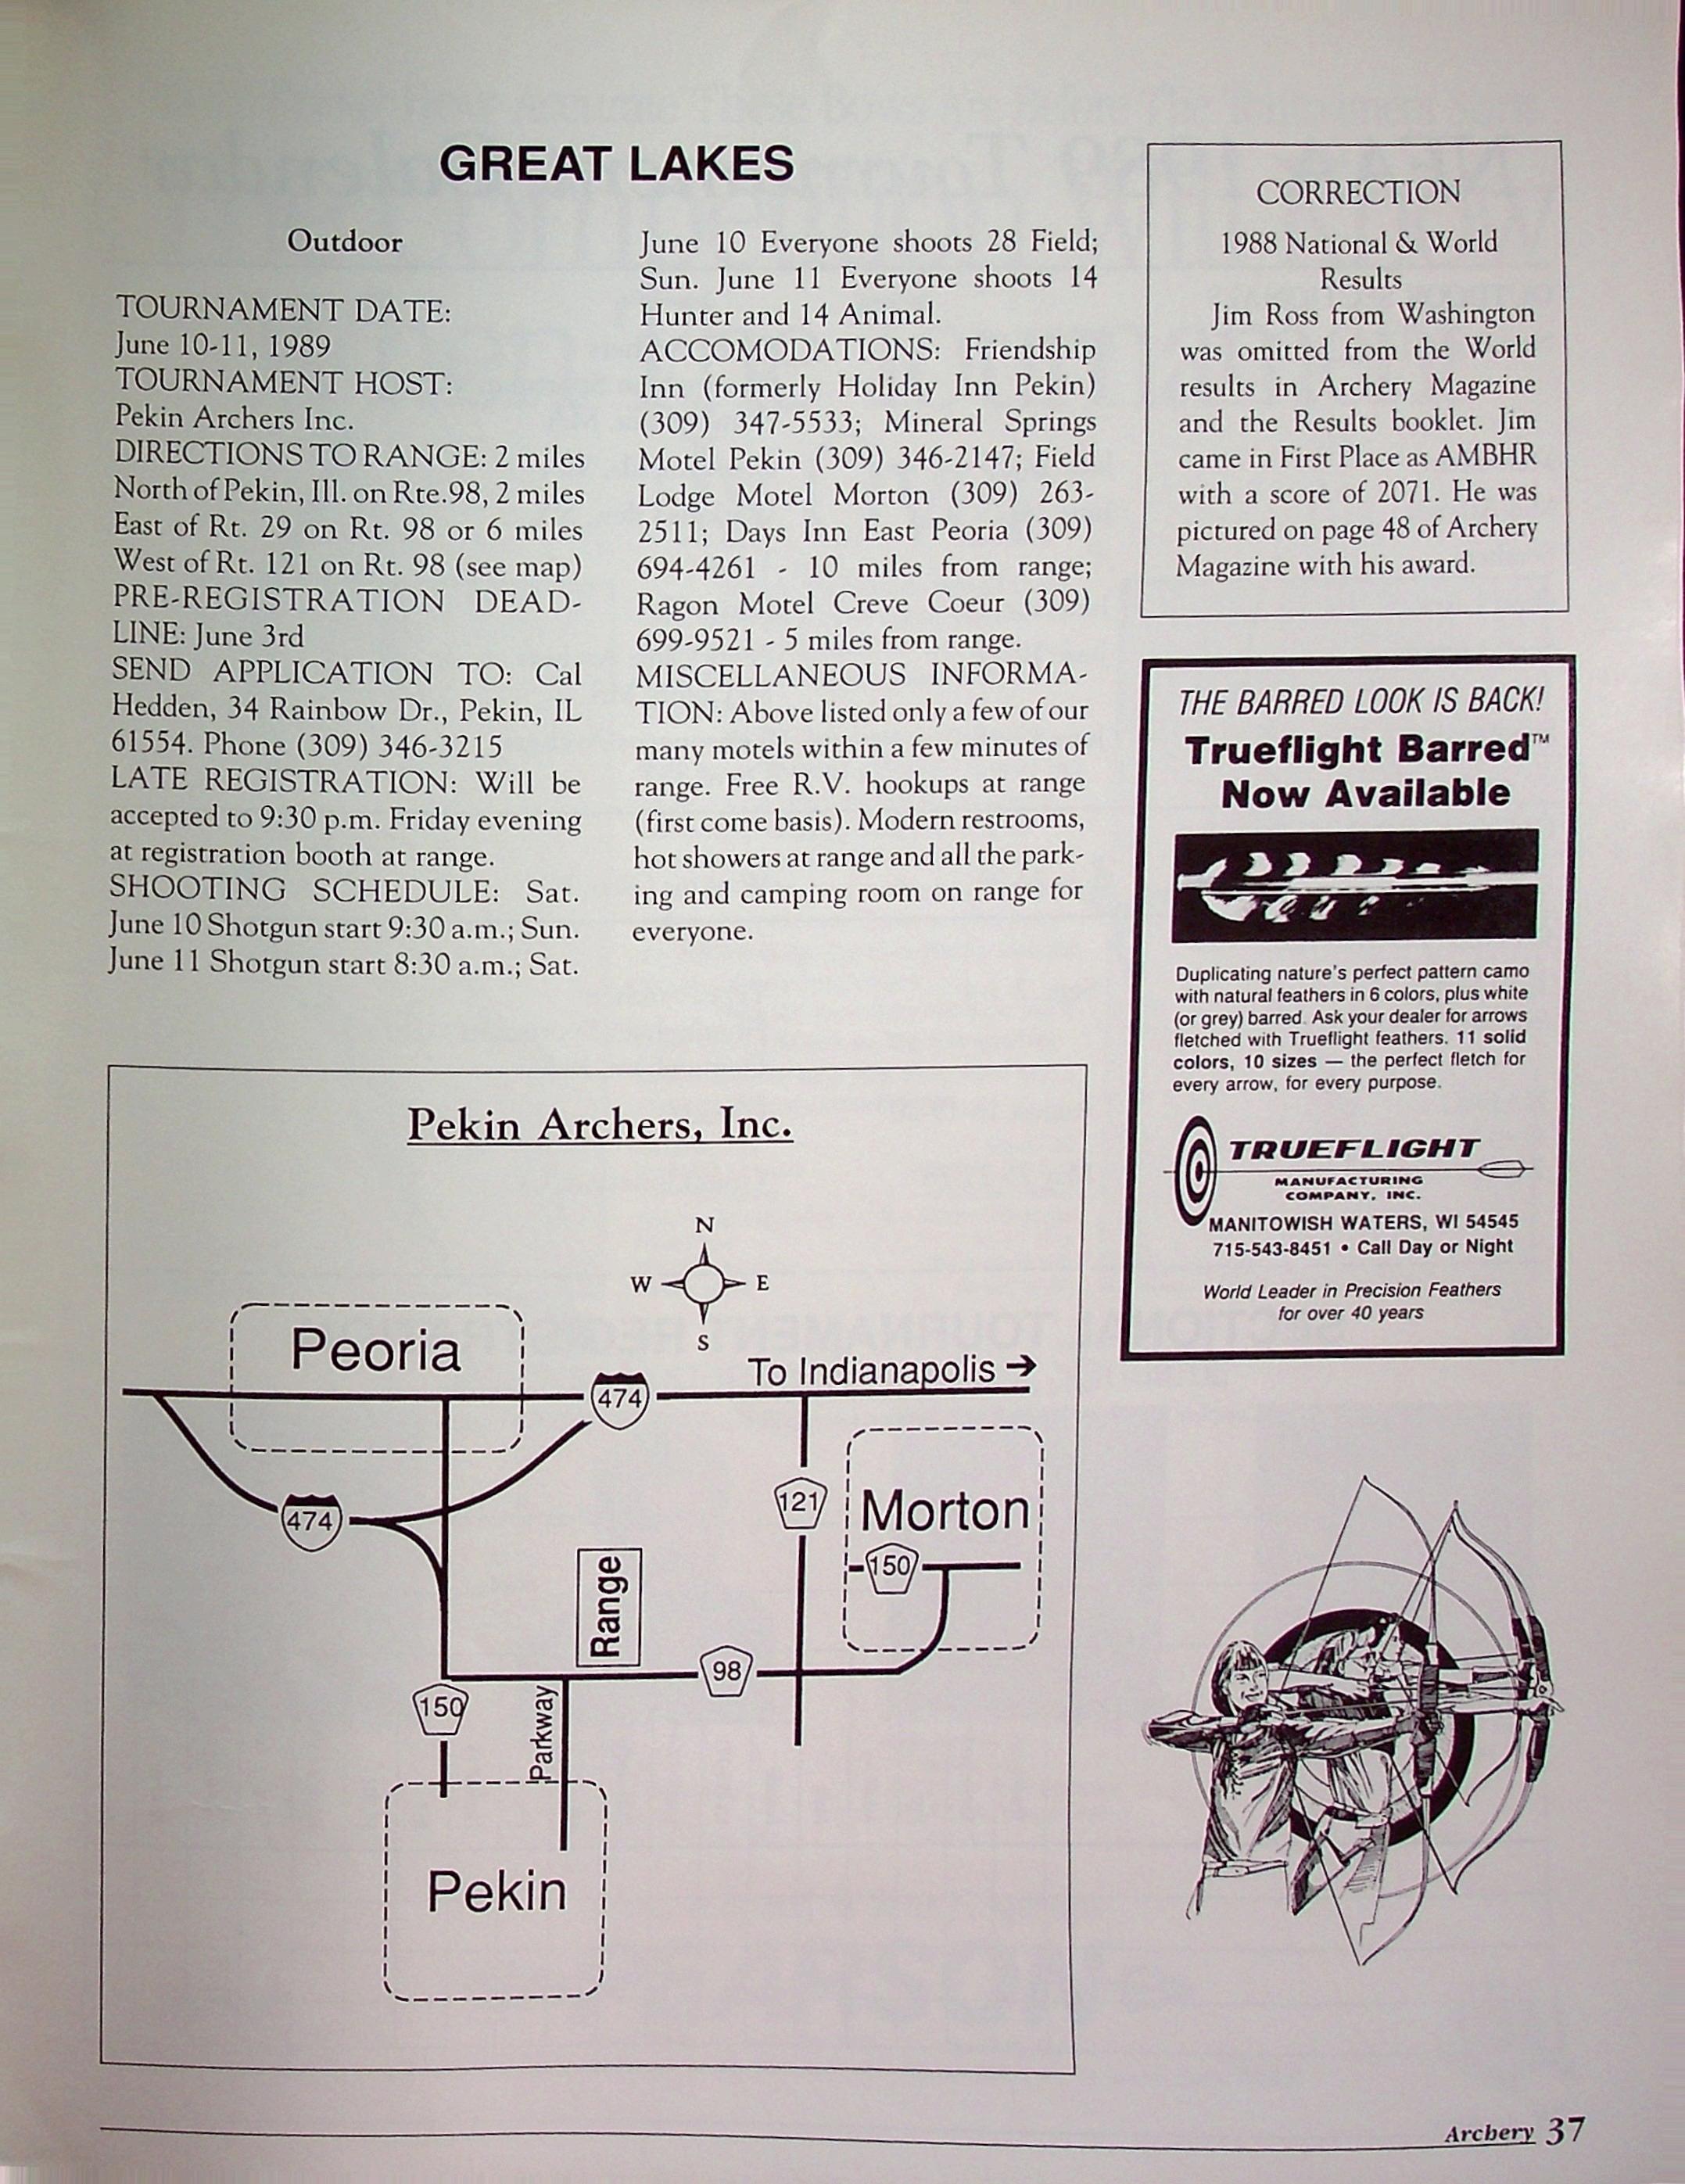 GREAT LAKES
Outdoor
TOURNAMENT DATE:
June 10-11, 1989
TOURNAMENT HOST:
Pekin Archers Inc.
DIRECTIONS TO RANGE: 2 miles
North of Pekin, Ill. on Rte.98, 2 miles
East of Rt. 29 on Rt. 98 or 6 miles
West of Rt. 121 on Rt. 98 (see map)
PRE-REGISTRATION DEAD-
LINE: June 3rd
SEND APPLICATION TO: Cal
Hedden, 34 Rainbow Dr., Pekin, IL
61554. Phone (309) 346-3215
LATE REGISTRATION: Will be
accepted to 9:30 p.m. Friday evening
at registration booth at range.
SHOOTING SCHEDULE: Sat.
June 10 Shotgun start 9:30 a.m.; Sun.
June 11 Shotgun start 8:30 a.m.; Sat.
June 10 Everyone shoots 28 Field;
Sun. June 11 Everyone shoots 14
Hunter and 14 Animal.
ACCOMODATIONS: Friendship
Inn (formerly Holiday Inn Pekin)
(309) 347-5533; Mineral Springs
Motel Pekin (309) 346-2147; Field
Lodge Motel Morton (309) 263-
2511; Days Inn East Peoria (309)
694-4261 - 10 miles from range;
Ragon Motel Creve Coeur (309)
699-9521 - 5 miles from range.
MISCELLANEOUS INFORMA-
TION: Above listed only a few of our
many motels within a few minutes of
range. Free R.V. hookups at range
(first come basis). Modern restrooms,
hot showers at range and all the park-
ing and camping room on range for
everyone.
CORRECTION
1988 National & World
Results
Jim Ross from Washington
was omitted from the World
results in Archery Magazine
and the Results booklet. Jim
came in First Place as AMBHR
with a score of 2071. He was
pictured on page 48 of Archery
Magazine with his award.
THE BARRED LOOK IS BACK!
Trueflight Barred™
Now Available
Duplicating nature's perfect pattern camo
with natural feathers in 6 colors, plus white
(or grey) barred. Ask your dealer for arrows
fletched with Trueflight feathers. 11 solid
colors, 10 sizes — the perfect fletch for
every arrow, for every purpose.
TRUEFLIGHT
MANUFACTURING
COMPANY, INC.
MANITOWISH WATERS, WI 54545
715-543-8451 • Call Day or Night
World Leader in Precision Feathers
for over 40 years
Pekin Archers, Inc.
N
W E
S
Peoria
To Indianapolis →
474
474
121
Morton
150
Range
98
150
Parkway
Pekin
Archery 37